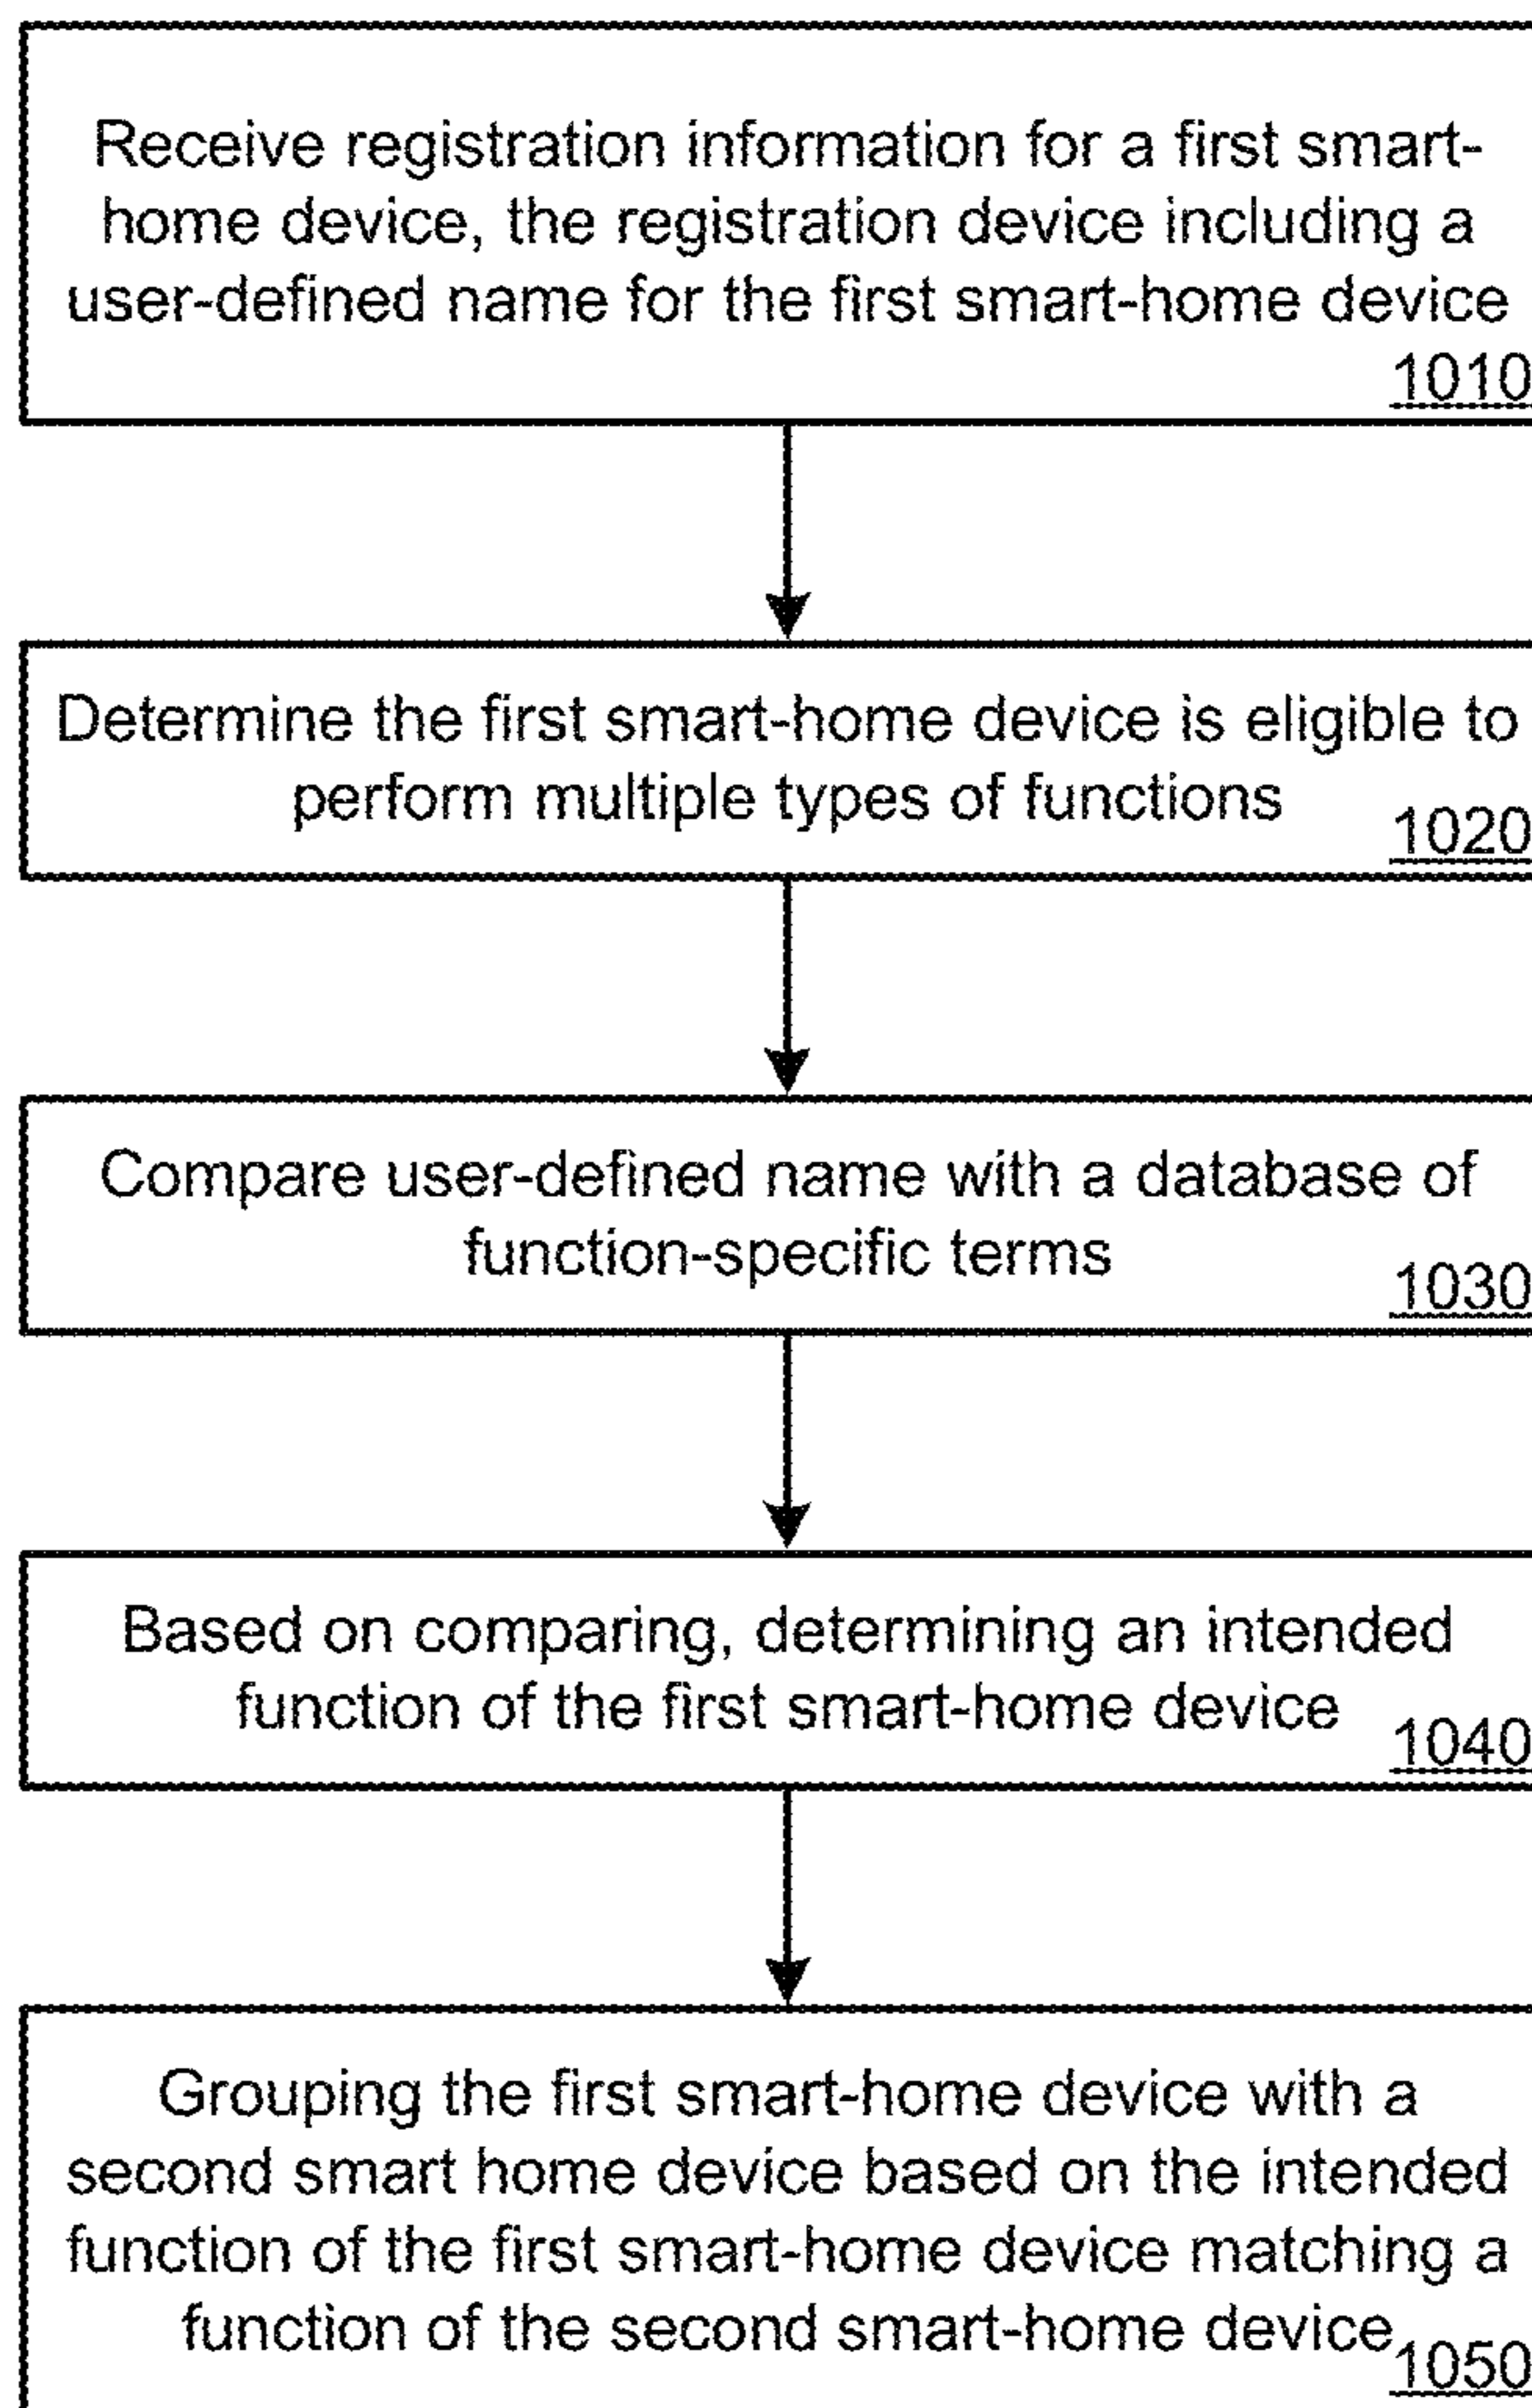 Receive registration information for a first smart-
home device, the registration device including a
user-defined name for the first smart-home device
1010
Determine the first smart-home device is eligible to
perform multiple types of functions
1020
Compare user-defined name with a database of
function-specific terms
1030
Based on comparing, determining an intended
function of the first smart-home device
1040
Grouping the first smart-home device with a
second smart home device based on the intended
function of the first smart-home device matching a
function of the second smart-home device
1050